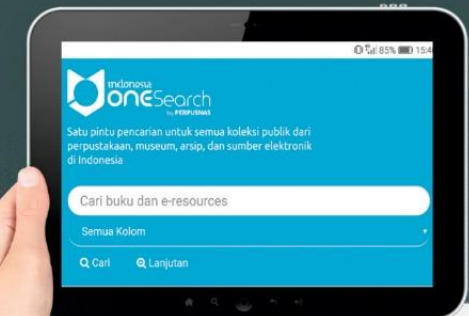 85% 15:4
indonesia
oneSearch
by PERPUSNAS
Satu pintu pencarian untuk semua koleksi publik dari
perpustakaan, museum, arsip, dan sumber elektronik
di Indonesia
Cari buku dan e-resources
Semua Kolom
Cari Lanjutan